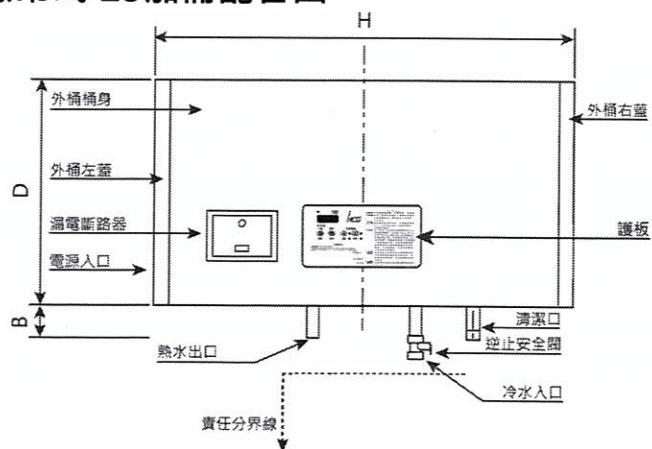 H
外桶桶身
外桶右蓋
外桶左蓋
D
漏電斷路器
HCG
護板
電源入口
B
清潔口
熱水出口
逆止安全閥
冷水入口
責任分界線